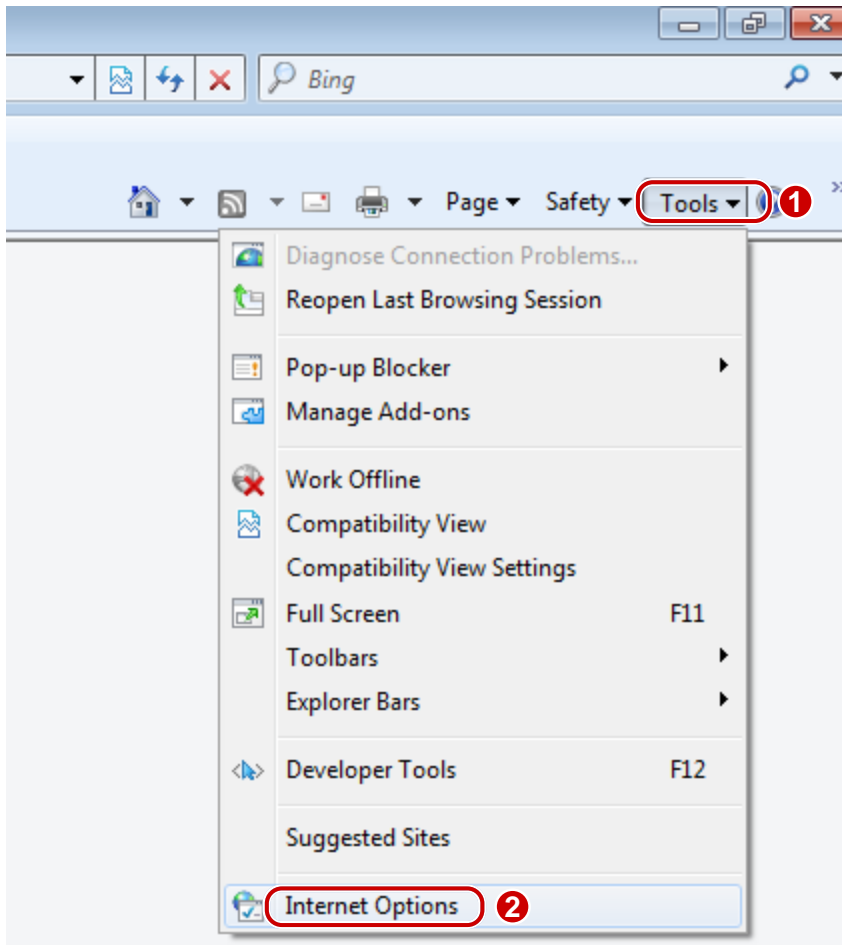 Bing
Page Safety Tools 1
Diagnose Connection Problems...
Reopen Last Browsing Session
Pop-up Blocker
Manage Add-ons
Work Offline
Compatibility View
Compatibility View Settings
Full Screen F11
Toolbars
Explorer Bars
Developer Tools F12
Suggested Sites
Internet Options 2